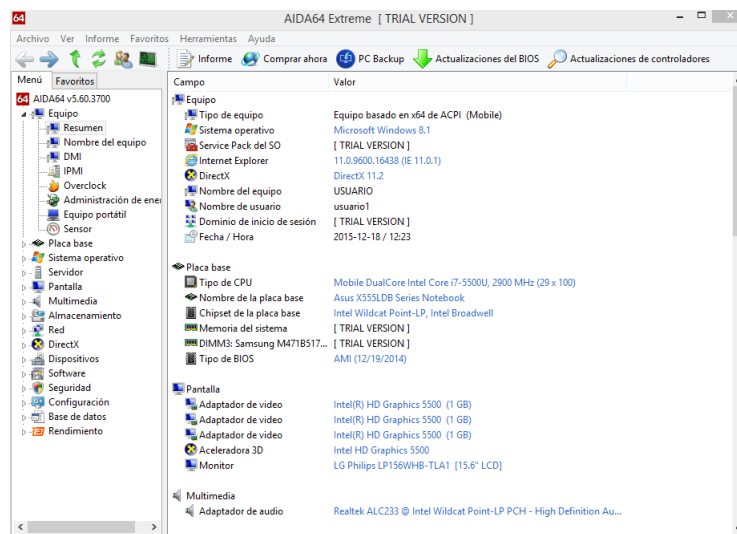 64 AIDA64 Extreme [ TRIAL VERSION ]
Archivo Ver Informe Favoritos Herramientas Ayuda
Informe Comprar ahora PC Backup Actualizaciones del BIOS Actualizaciones de controladores
Menú Favoritos
64 AIDA64 v5.60.3700
Equipo
Resumen
Nombre del equipo
DMI
IPMI
Overclock
Administración de ener
Equipo portátil
Sensor
Placa base
Sistema operativo
Servidor
Pantalla
Multimedia
Almacenamiento
Red
DirectX
Dispositivos
Software
Seguridad
Configuración
Base de datos
Rendimiento
Campo Valor
Equipo
Tipo de equipo Equipo basado en x64 de ACPI (Mobile)
Sistema operativo Microsoft Windows 8.1
Service Pack del SO [ TRIAL VERSION ]
Internet Explorer 11.0.9600.16438 (IE 11.0.1)
DirectX DirectX 11.2
Nombre del equipo USUARIO
Nombre de usuario usuario1
Dominio de inicio de sesión [ TRIAL VERSION ]
Fecha / Hora 2015-12-18 / 12:23
Placa base
Tipo de CPU Mobile DualCore Intel Core i7-5500U, 2900 MHz (29 x 100)
Nombre de la placa base Asus X555LDB Series Notebook
Chipset de la placa base Intel Wildcat Point-LP, Intel Broadwell
Memoria del sistema [ TRIAL VERSION ]
DIMM3: Samsung M471B517... [ TRIAL VERSION ]
Tipo de BIOS AMI (12/19/2014)
Pantalla
Adaptador de video Intel(R) HD Graphics 5500 (1 GB)
Adaptador de video Intel(R) HD Graphics 5500 (1 GB)
Adaptador de video Intel(R) HD Graphics 5500 (1 GB)
Aceleradora 3D Intel HD Graphics 5500
Monitor LG Philips LP156WHB-TLA1 [15.6" LCD]
Multimedia
Adaptador de audio Realtek ALC233 @ Intel Wildcat Point-LP PCH - High Definition Au...